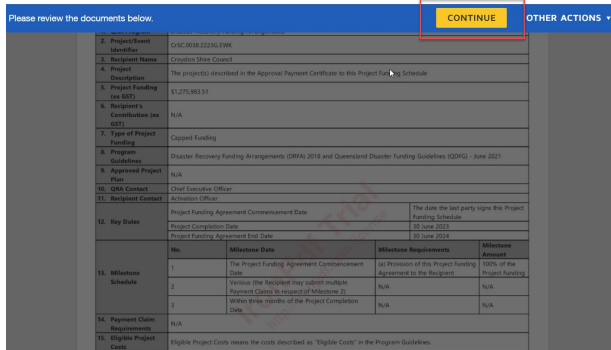 Please review the documents below.
CONTINUE
OTHER ACTIONS
2. Project/Event Identifier
CrSC.0038.2223G.EWK
3. Recipient Name
Croydon Shire Council
4. Project Description
The project(s) described in the Approval Payment Certificate to this Project Funding Schedule
5. Project Funding (ex GST)
$1,275,983.51
6. Recipient's Contribution (ex GST)
N/A
7. Type of Project Funding
Capped Funding
8. Program Guidelines
Disaster Recovery Funding Arrangements (DRFA) 2018 and Queensland Disaster Funding Guidelines (QDFG) - June 2021
9. Approved Project Plan
N/A
10. QRA Contact
Chief Executive Officer
11. Recipient Contact
Activation Officer
12. Key Dates
Project Funding Agreement Commencement Date
The date the last party signs this Project Funding Schedule
Project Completion Date
30 June 2023
Project Funding Agreement End Date
30 June 2024
13. Milestone Schedule
No.
Milestone Date
Milestone Requirements
Milestone Amount
1
The Project Funding Agreement Commencement Date
(a) Provision of this Project Funding Agreement to the Recipient
100% of the Project Funding
2
Various (the Recipient may submit multiple Payment Claims in respect of Milestone 2)
N/A
N/A
3
Within three months of the Project Completion Date
N/A
N/A
14. Payment Claim Requirements
N/A
15. Eligible Project Costs
Eligible Project Costs means the costs described as "Eligible Costs" in the Program Guidelines.